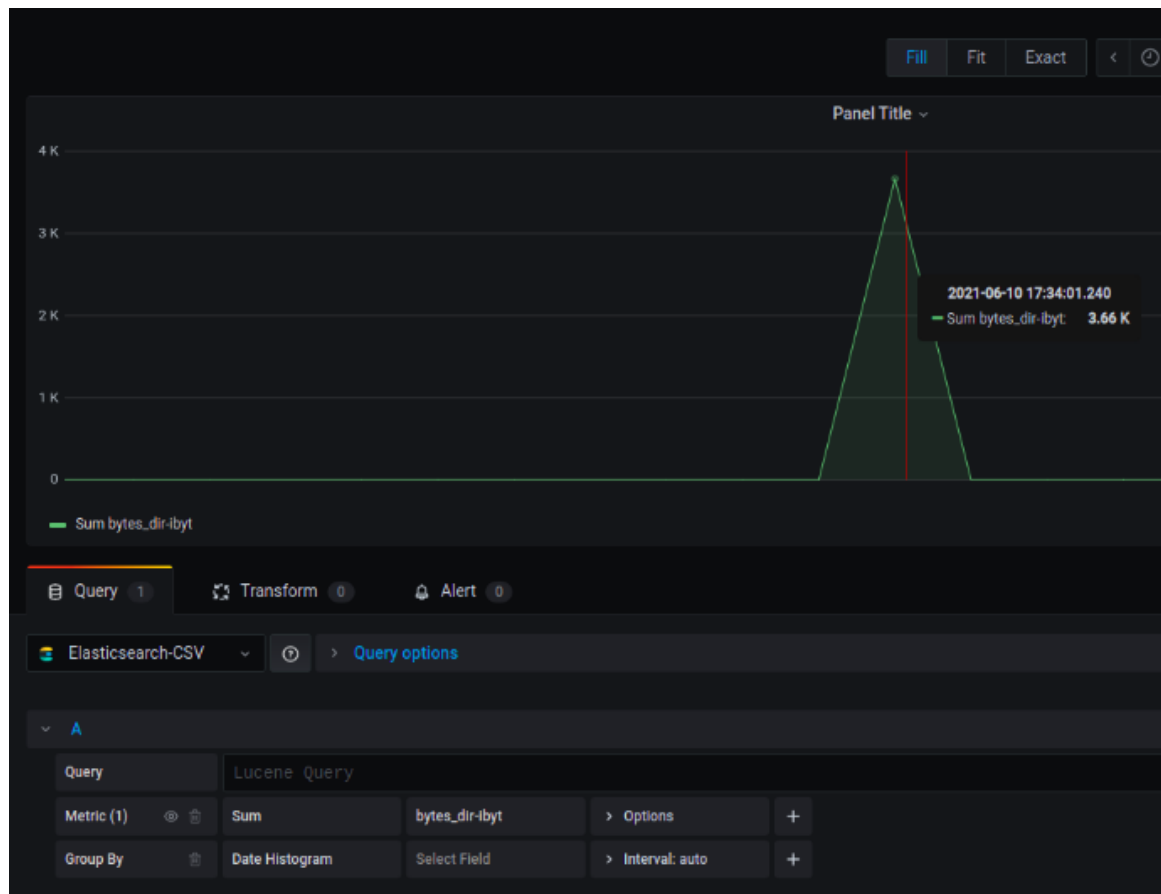 Fill Fit Exact
Panel Title
4 K
3 K
2 K
1 K
0
2021-06-10 17:34:01.240
Sum bytes_dir-ibyt: 3.66 K
Sum bytes_dir-ibyt
Query 1 Transform 0 Alert 0
Elasticsearch-CSV Query options
A
Query Lucene Query
Metric (1) Sum bytes_dir-ibyt > Options +
Group By Date Histogram Select Field > Interval: auto +